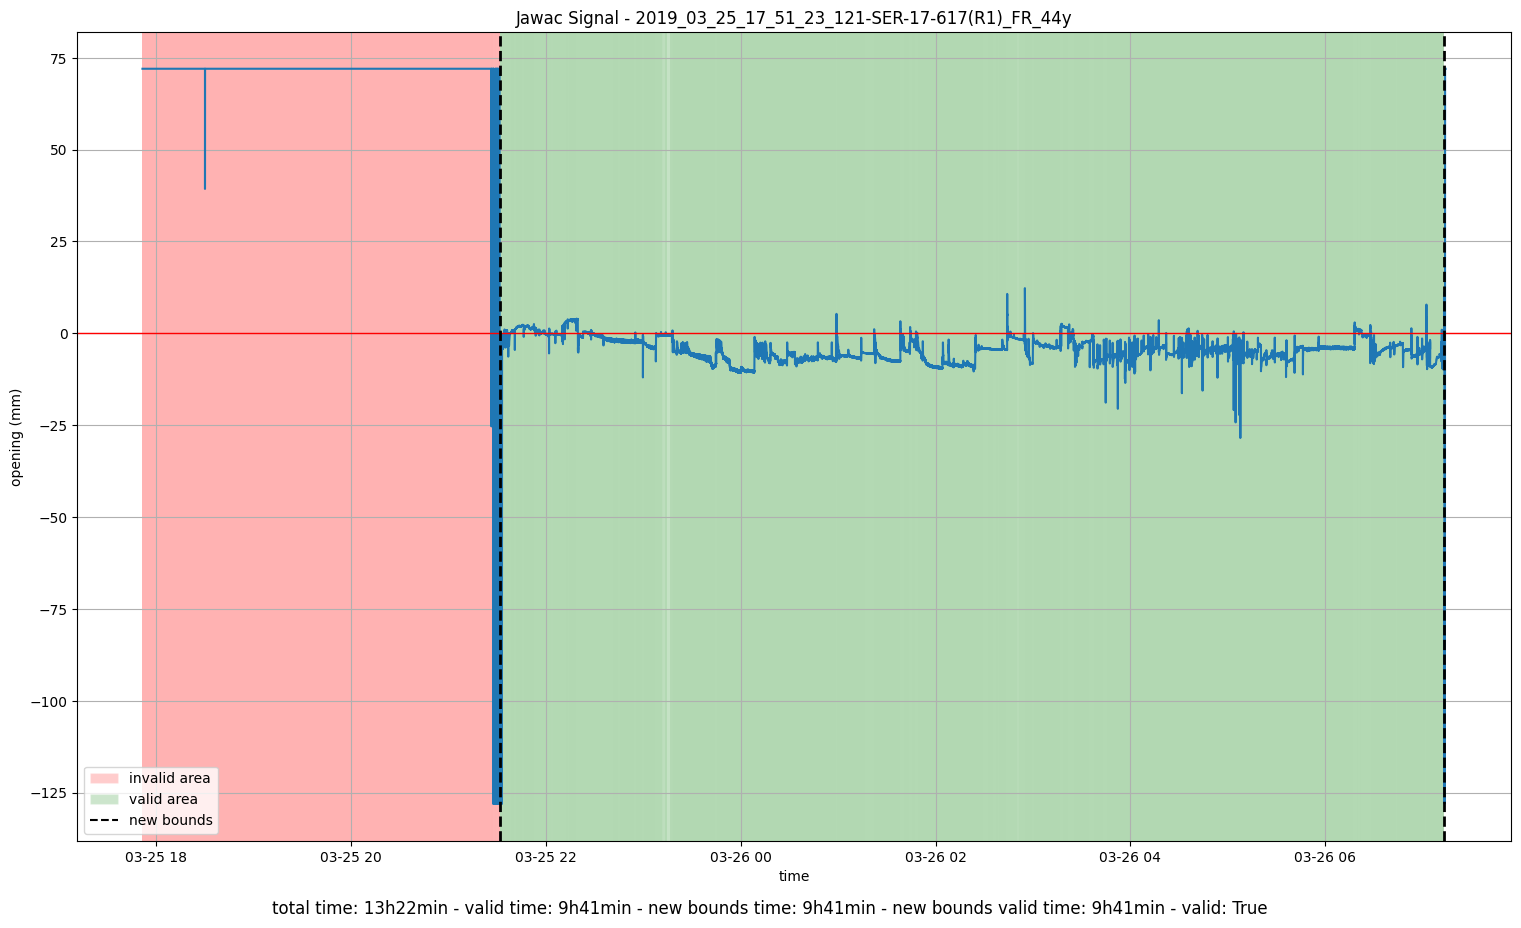 Jawac Signal - 2019_03_25_17_51_23_121-SER-17-617(R1)_FR_44y
75
50
25
0
−25
−50
−75
−100
−125
opening (mm)
invalid area
valid area
new bounds
03-25 18
03-25 20
03-25 22
03-26 00
03-26 02
03-26 04
03-26 06
time
total time: 13h22min - valid time: 9h41min - new bounds time: 9h41min - new bounds valid time: 9h41min - valid: True